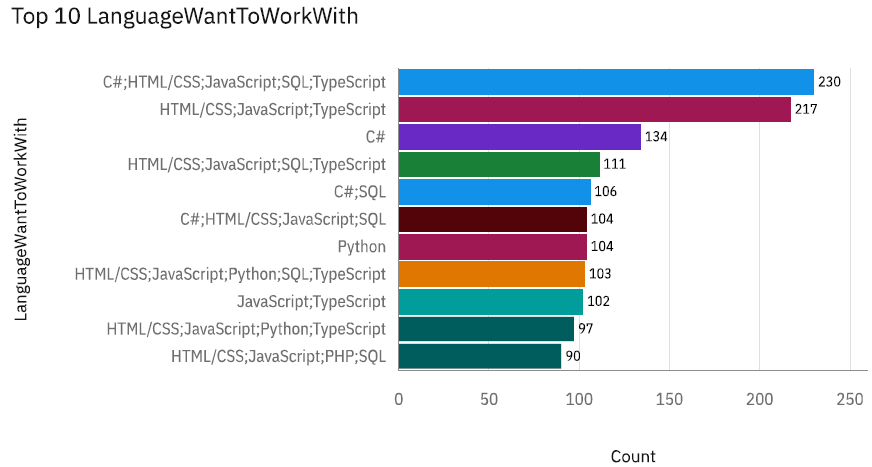 Top 10 LanguageWantToWorkWith
LanguageWantToWorkWith
C#;HTML/CSS;JavaScript;SQL;TypeScript 230
HTML/CSS;JavaScript;TypeScript 217
C# 134
HTML/CSS;JavaScript;SQL;TypeScript 111
C#;SQL 106
C#;HTML/CSS;JavaScript;SQL 104
Python 104
HTML/CSS;JavaScript;Python;SQL;TypeScript 103
JavaScript;TypeScript 102
HTML/CSS;JavaScript;Python;TypeScript 97
HTML/CSS;JavaScript;PHP;SQL 90
0 50 100 150 200 250
Count